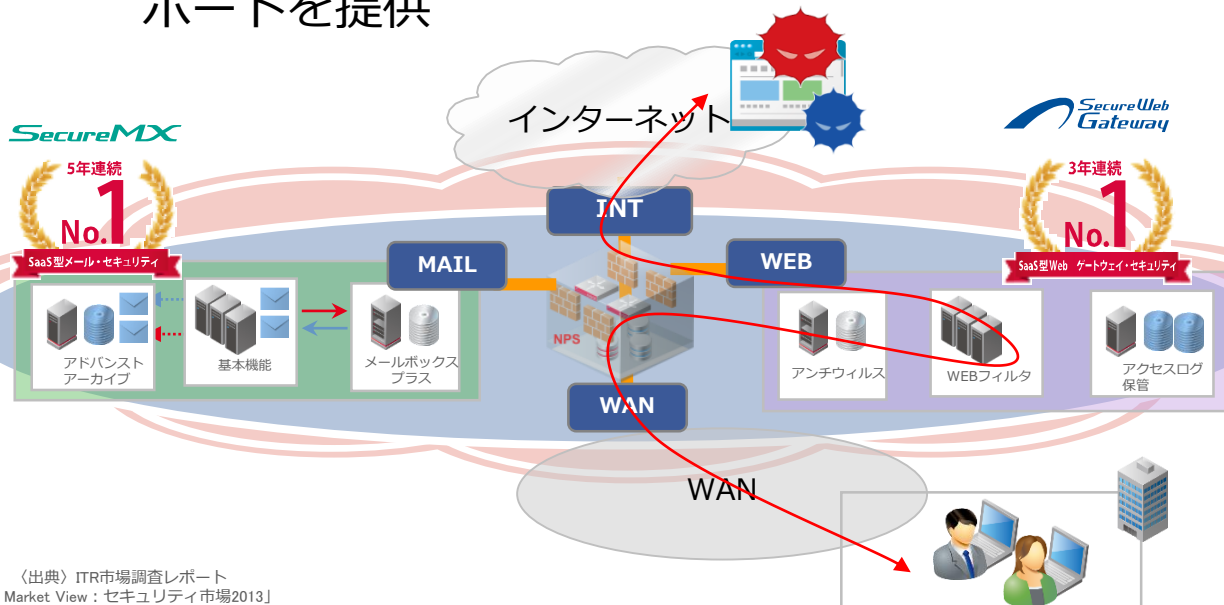 ポートを提供
インターネット
SecureMX
5年連続
No.1
SaaS型メール・セキュリティ
SecureWeb
Gateway
3年連続
No.1
SaaS型Web ゲートウェイ・セキュリティ
INT
MAIL
WEB
NPS
アドバンスト
アーカイブ
基本機能
メールボックス
プラス
アンチウィルス
WEBフィルタ
アクセスログ
保管
WAN
WAN
〈出典〉ITR市場調査レポート
Market View：セキュリティ市場2013」